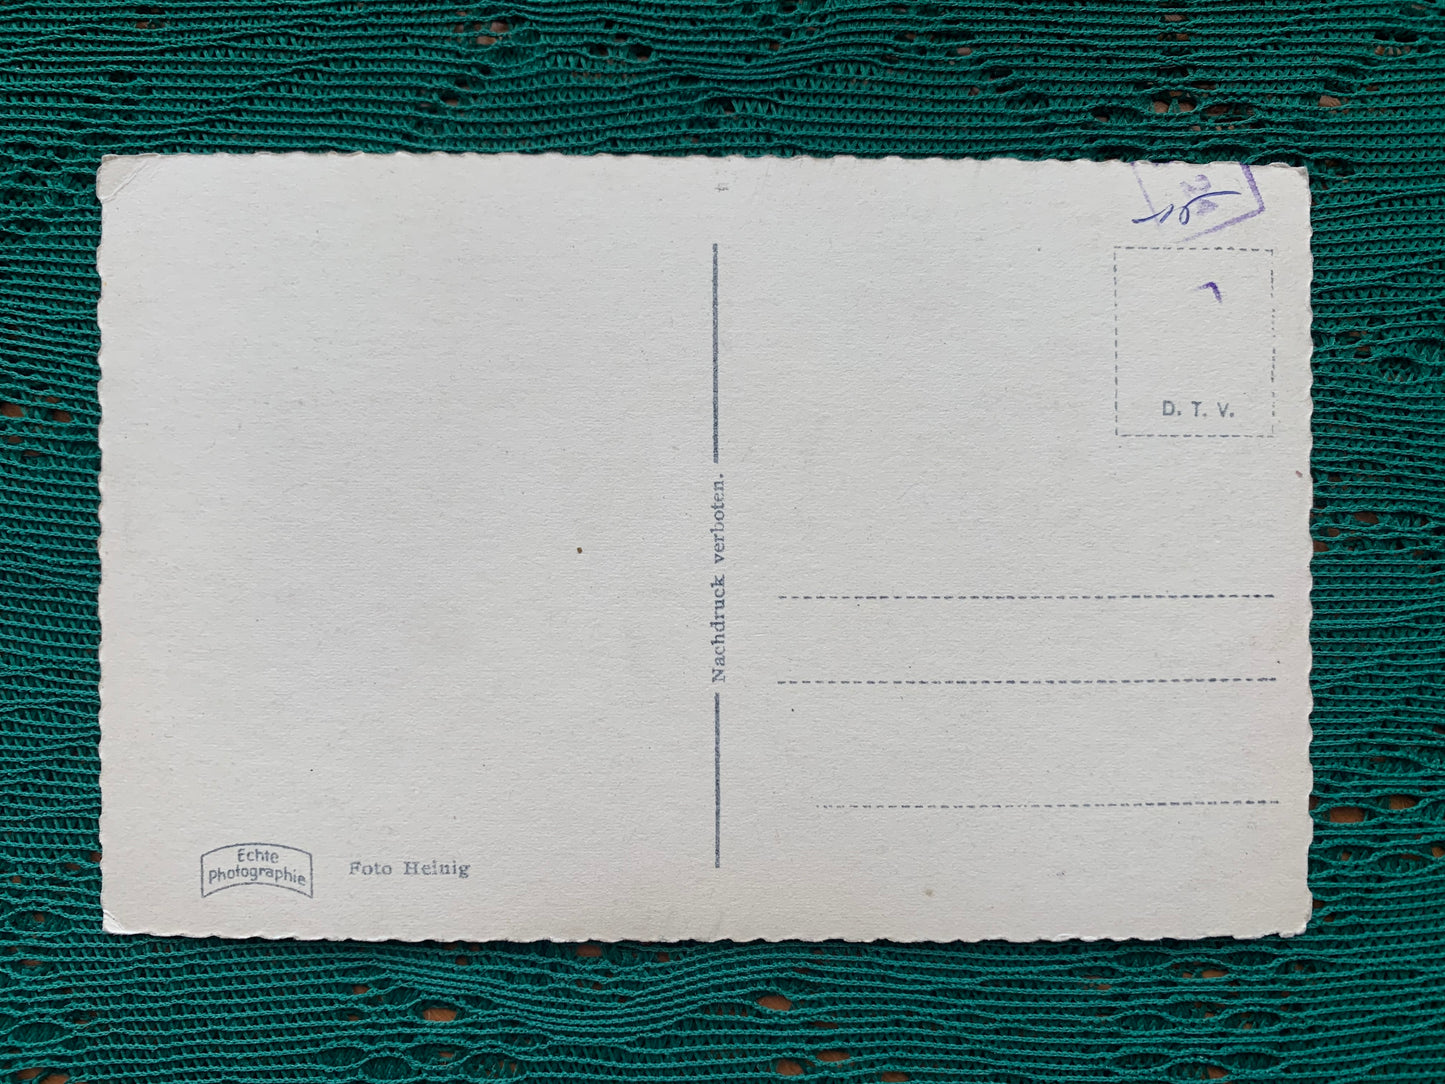 D. T. V.
Nachdruck verboten.
Echte
Photographie
Foto Heinig